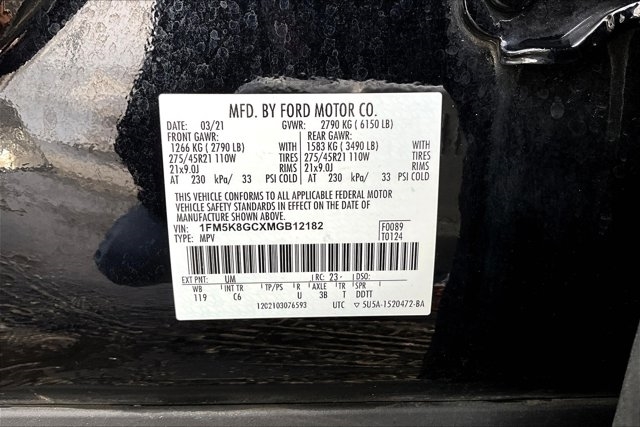 MFD. BY FORD MOTOR CO.
DATE: 03/21 GVWR: 2790 KG ( 6150 LB)
FRONT GAWR: REAR GAWR:
1266 KG ( 2790 LB) WITH 1583 KG ( 3490 LB) WITH
275/45R21 110W TIRES 275/45R21 110W TIRES
21x9.0J RIMS 21x9.0J RIMS
AT 230 kPa/ 33 PSI COLD AT 230 kPa/ 33 PSI COLD
THIS VEHICLE CONFORMS TO ALL APPLICABLE FEDERAL MOTOR
VEHICLE SAFETY STANDARDS IN EFFECT ON THE DATE OF
MANUFACTURE SHOWN ABOVE.
VIN: 1FM5K8GCXMGB12182 F0089
TYPE: MPV T0124
EXT PNT: UM RC: 23 - DSO:
WB INT TR TP/PS R AXLE TR SPR
119 C6 U 3B T DDTT
1202103076593 UTC ▽ 5U5A-1520472-BA